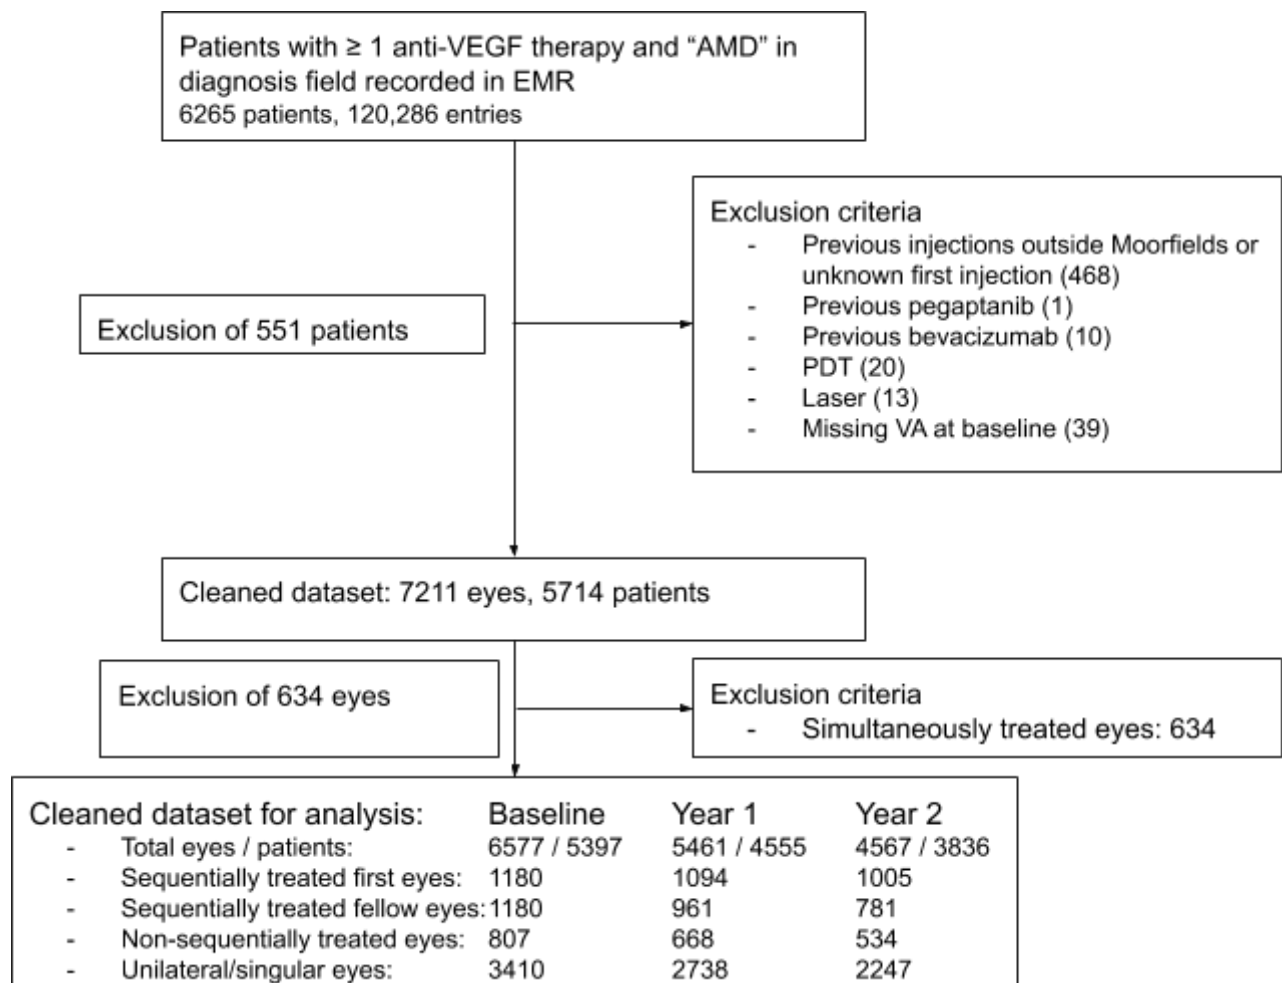 Patients with ≥ 1 anti-VEGF therapy and “AMD” in
diagnosis field recorded in EMR
6265 patients, 120,286 entries
Exclusion criteria
- Previous injections outside Moorfields or
unknown first injection (468)
- Previous pegaptanib (1)
- Previous bevacizumab (10)
- PDT (20)
- Laser (13)
- Missing VA at baseline (39)
Exclusion of 551 patients
Cleaned dataset: 7211 eyes, 5714 patients
Exclusion of 634 eyes
Exclusion criteria
- Simultaneously treated eyes: 634
Cleaned dataset for analysis: Baseline Year 1 Year 2
- Total eyes / patients: 6577 / 5397 5461 / 4555 4567 / 3836
- Sequentially treated first eyes: 1180 1094 1005
- Sequentially treated fellow eyes: 1180 961 781
- Non-sequentially treated eyes: 807 668 534
- Unilateral/singular eyes: 3410 2738 2247